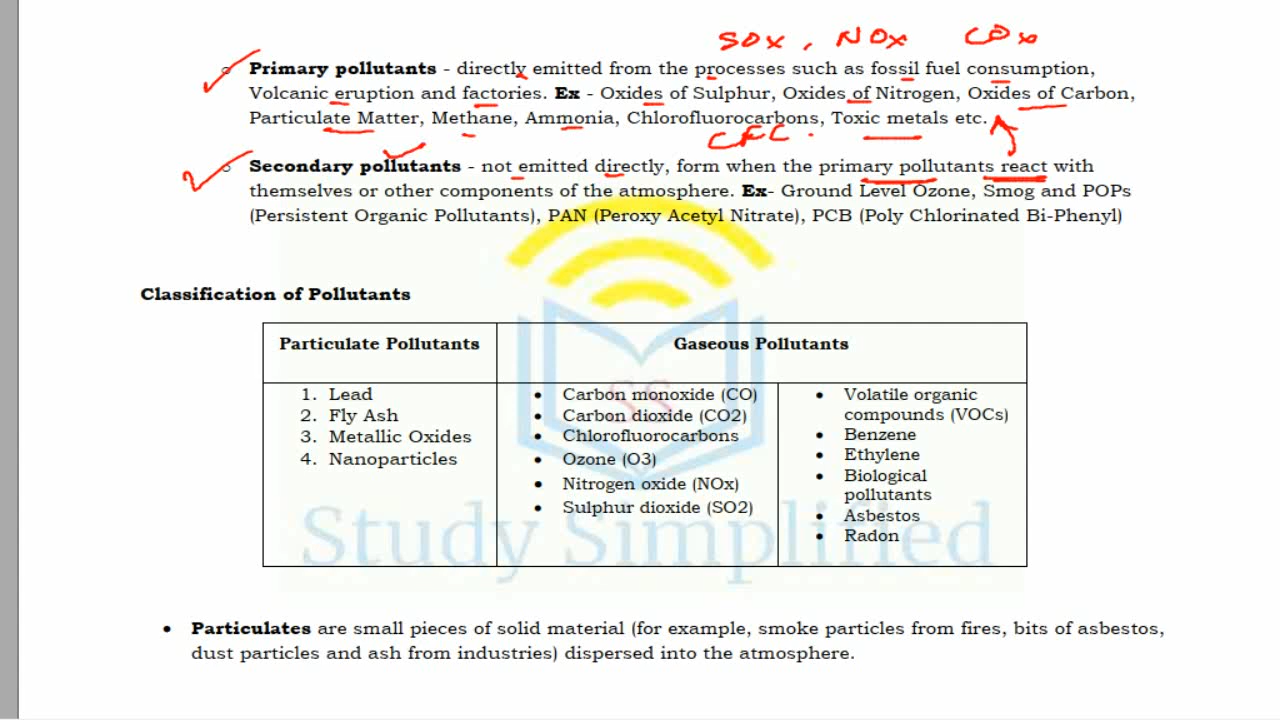 SOx, NOx COx
Primary pollutants - directly emitted from the processes such as fossil fuel consumption,
Volcanic eruption and factories. Ex - Oxides of Sulphur, Oxides of Nitrogen, Oxides of Carbon,
Particulate Matter, Methane, Ammonia, Chlorofluorocarbons, Toxic metals etc.
CFC.
Secondary pollutants - not emitted directly, form when the primary pollutants react with
themselves or other components of the atmosphere. Ex- Ground Level Ozone, Smog and POPs
(Persistent Organic Pollutants), PAN (Peroxy Acetyl Nitrate), PCB (Poly Chlorinated Bi-Phenyl)
Classification of Pollutants
Particulate Pollutants
Gaseous Pollutants
1. Lead
2. Fly Ash
3. Metallic Oxides
4. Nanoparticles
• Carbon monoxide (CO)
• Carbon dioxide (CO2)
• Chlorofluorocarbons
• Ozone (O3)
• Nitrogen oxide (NOx)
• Sulphur dioxide (SO2)
• Volatile organic
compounds (VOCs)
• Benzene
• Ethylene
• Biological
pollutants
• Asbestos
• Radon
SS
Study Simplified
• Particulates are small pieces of solid material (for example, smoke particles from fires, bits of asbestos,
dust particles and ash from industries) dispersed into the atmosphere.